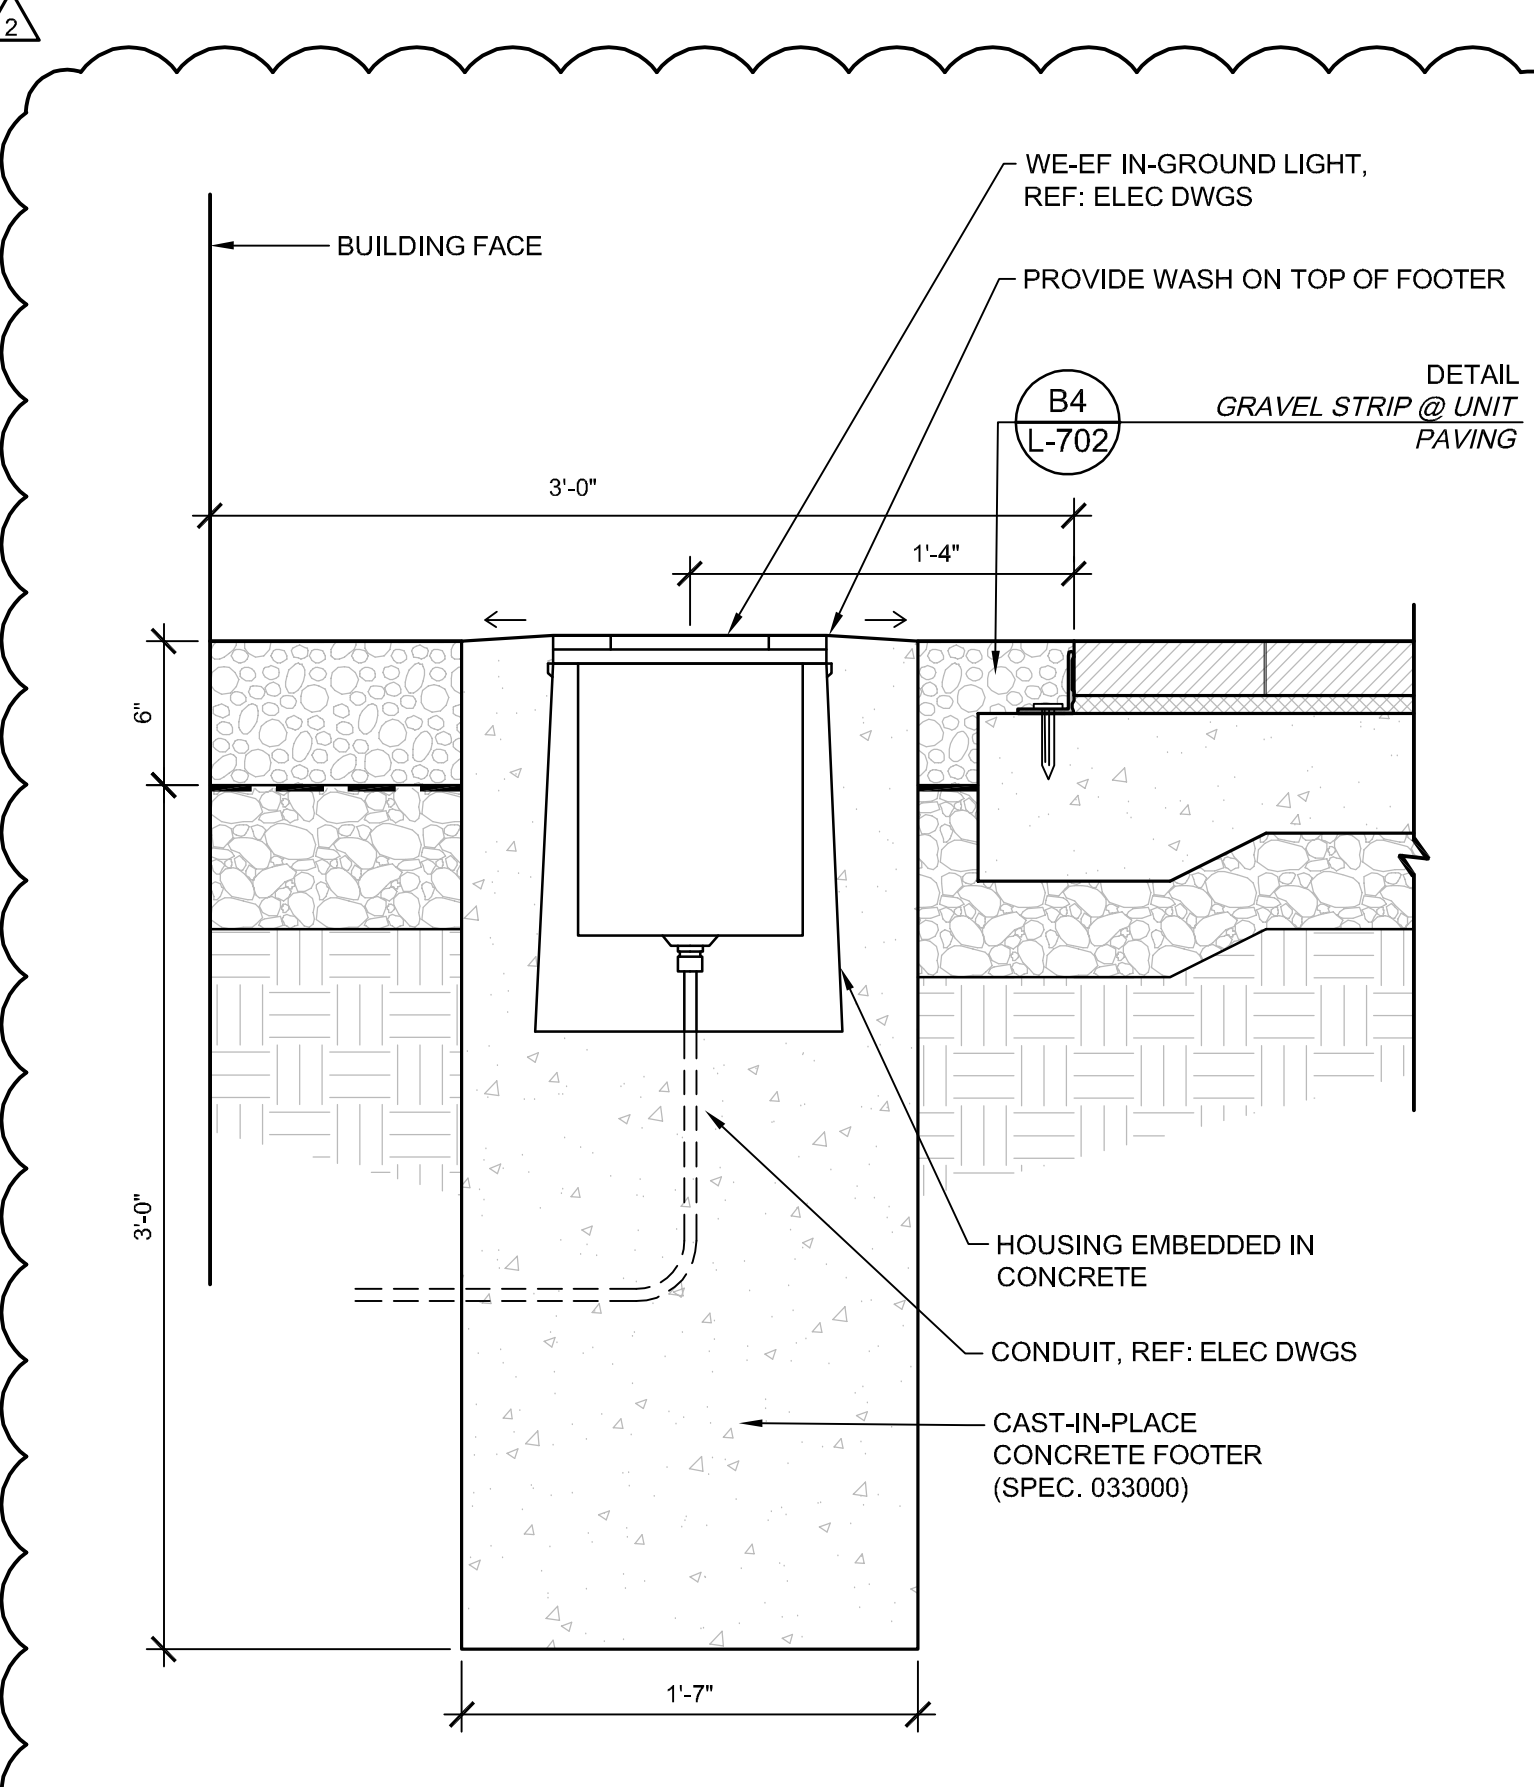 2
WE-EF IN-GROUND LIGHT,
REF: ELEC DWGS
BUILDING FACE
PROVIDE WASH ON TOP OF FOOTER
B4
L-702
DETAIL
GRAVEL STRIP @ UNIT
PAVING
3'-0"
1'-4"
6"
3'-0"
HOUSING EMBEDDED IN
CONCRETE
CONDUIT, REF: ELEC DWGS
CAST-IN-PLACE
CONCRETE FOOTER
(SPEC. 033000)
1'-7"